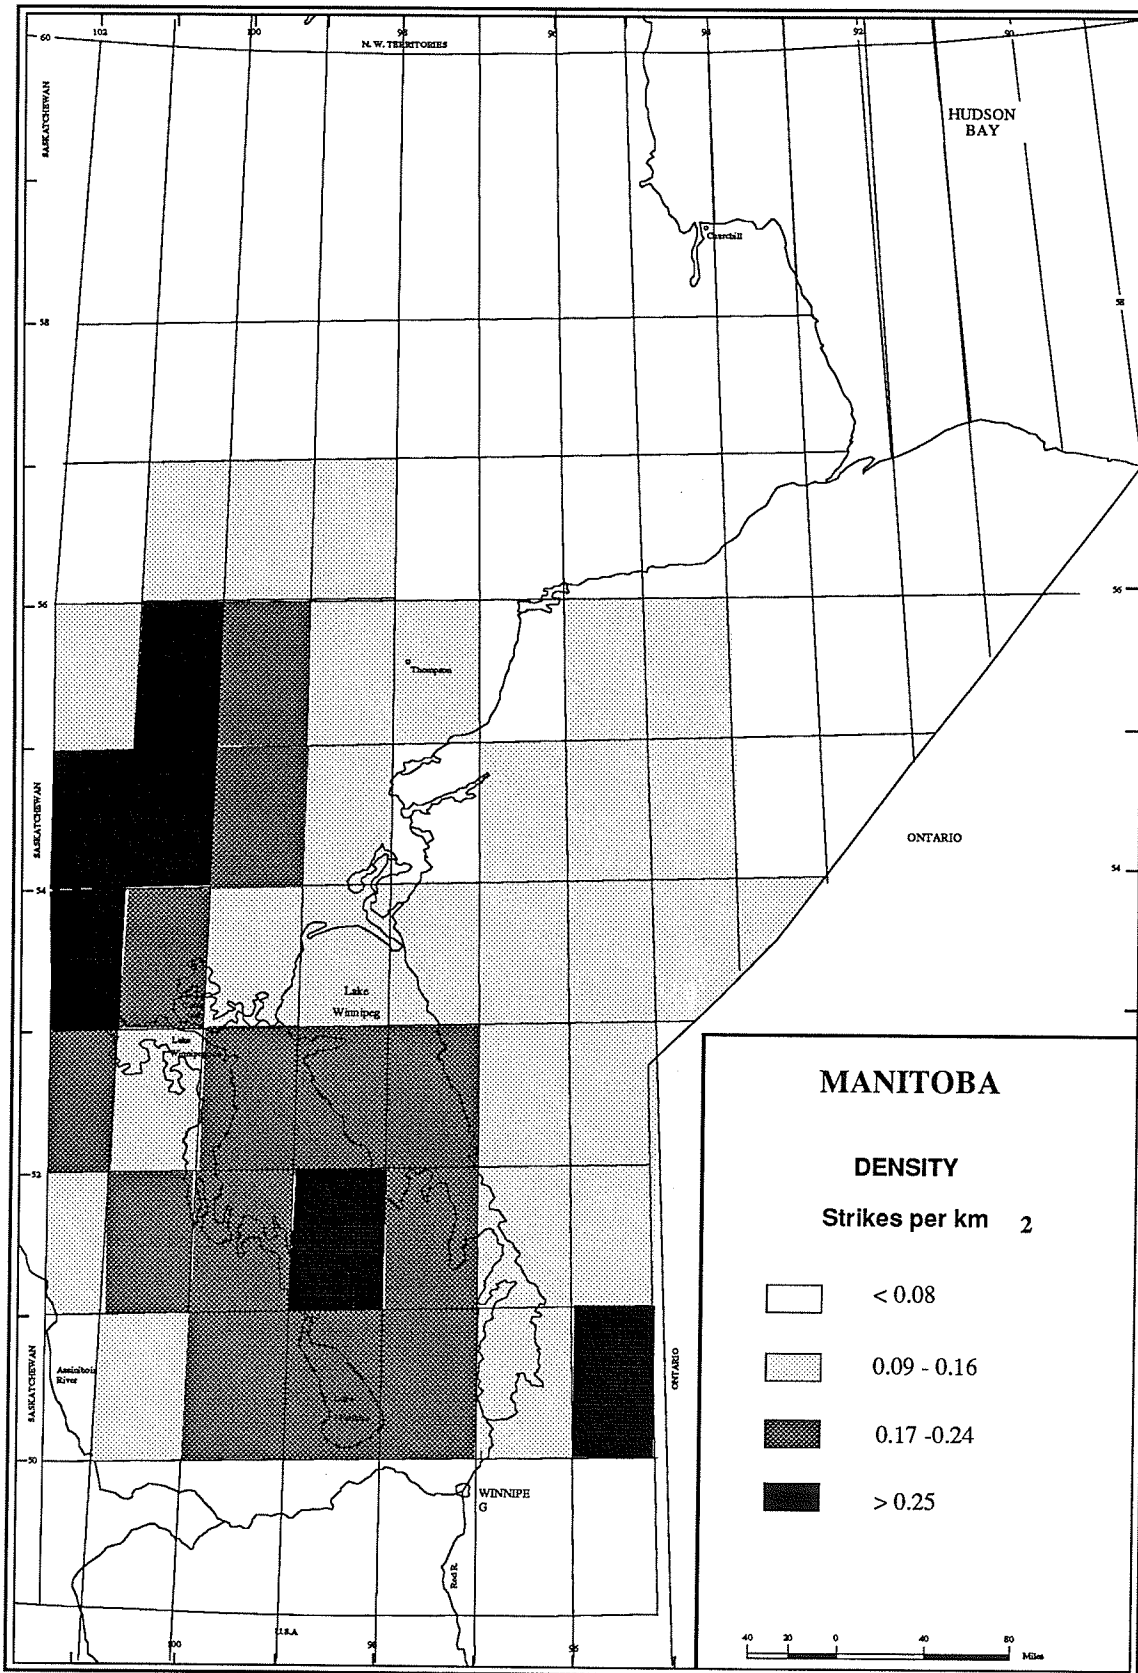 102
100
98
96
94
92
90
60
N. W. TERRITORIES
SASKATCHEWAN
HUDSON
BAY
Churchill
58
58
56
56
Thompson
SASKATCHEWAN
ONTARIO
54
54
Lake
Winnipeg
Lake
MANITOBA
DENSITY
Strikes per km 2
< 0.08
0.09 - 0.16
0.17 -0.24
> 0.25
52
SASKATCHEWAN
Assiniboin
River
ONTARIO
50
WINNIPE
G
Red R.
U.S.A
100
98
96
40 20 0 40 80
Miles